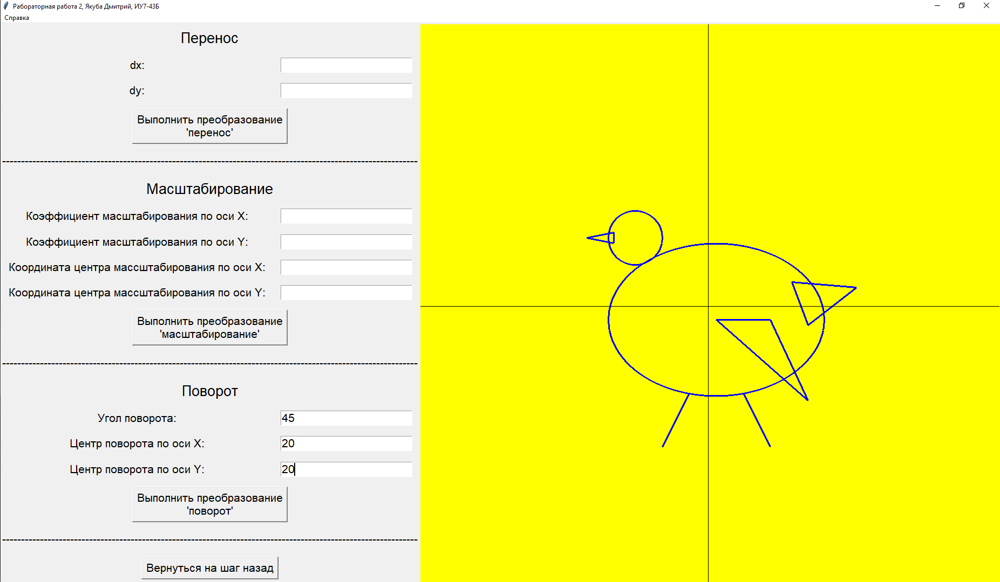 Рабораторная работа 2, Якуба Дмитрий, ИУ7-43Б
Справка
Перенос
dx:
dy:
Выполнить преобразование
'перенос'
Масштабирование
Коэффициент масштабирования по оси X:
Коэффициент масштабирования по оси Y:
Координата центра массштабирования по оси X:
Координата центра массштабирования по оси Y:
Выполнить преобразование
'масштабирование'
Поворот
Угол поворота: 45
Центр поворота по оси X: 20
Центр поворота по оси Y: 20
Выполнить преобразование
'поворот'
Вернуться на шаг назад